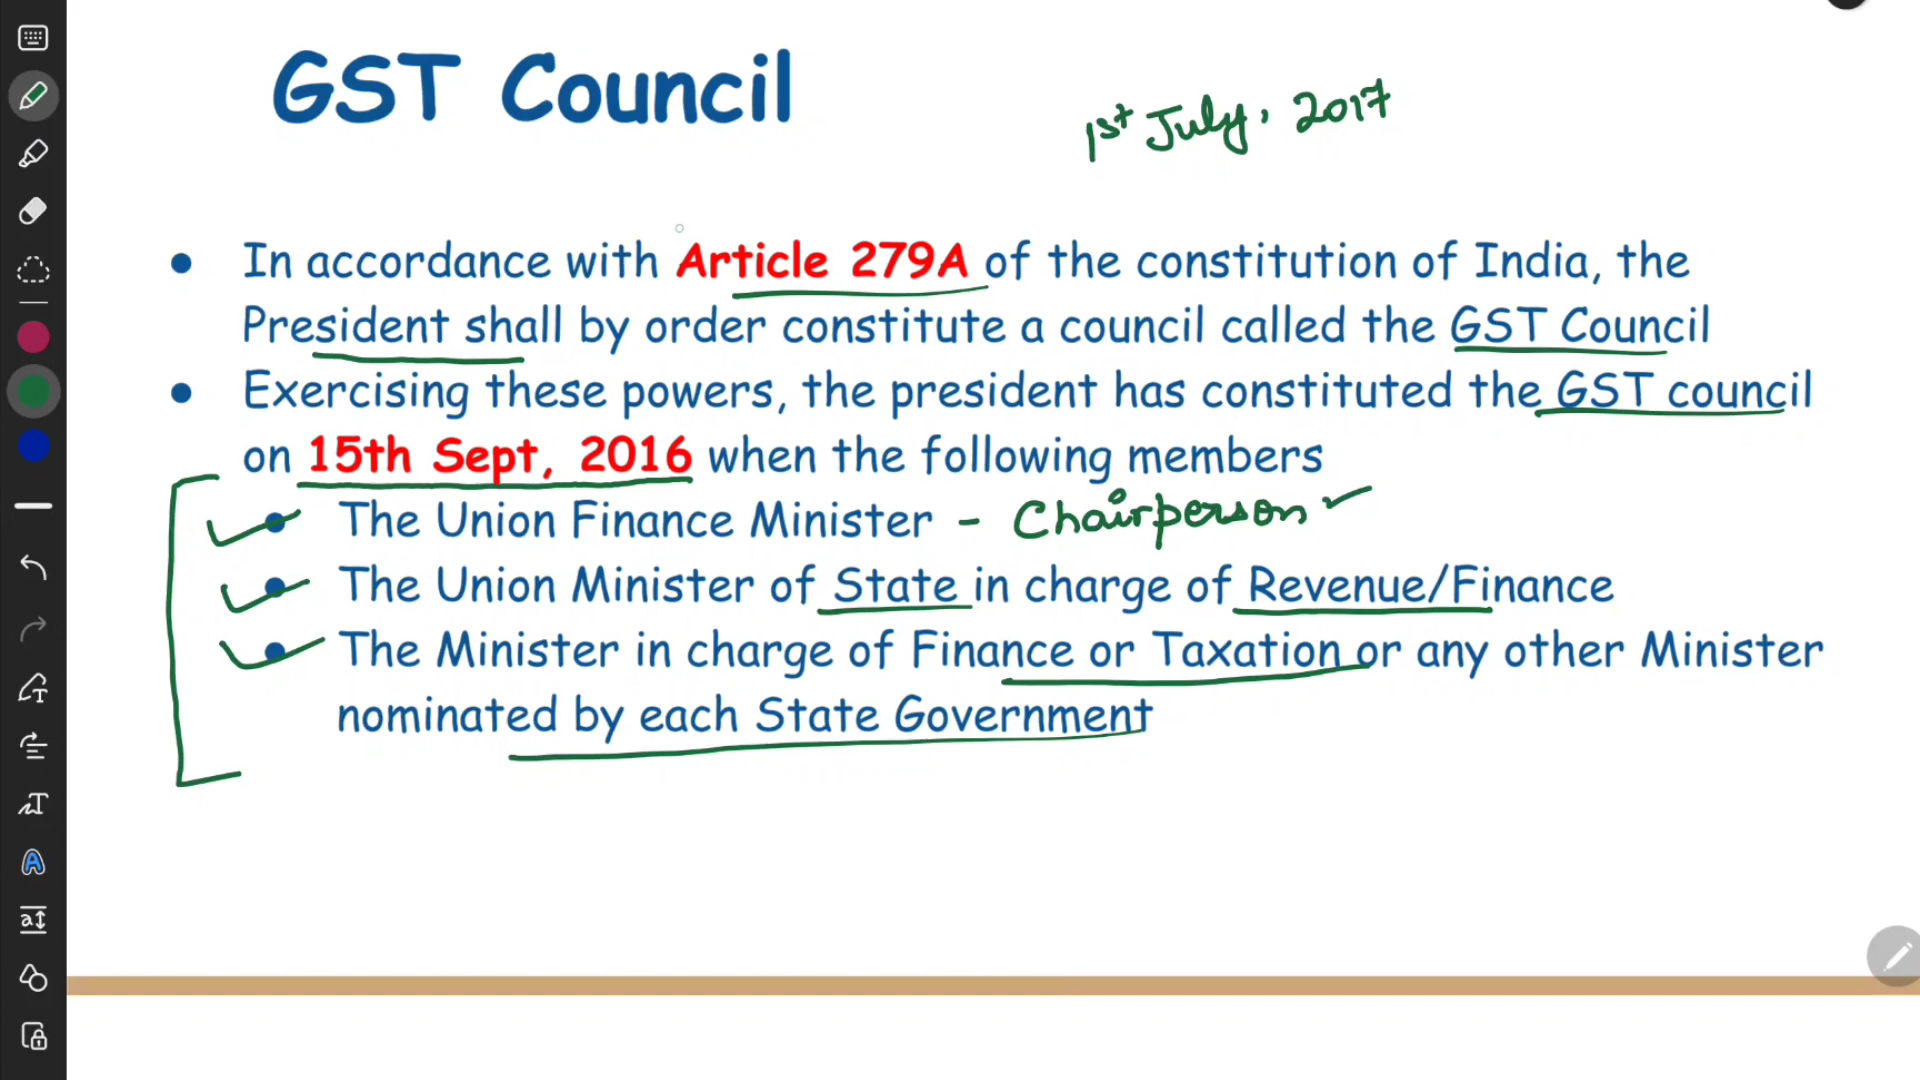 GST Council
1st July, 2017
In accordance with Article 279A of the constitution of India, the
President shall by order constitute a council called the GST Council
Exercising these powers, the president has constituted the GST council
on 15th Sept, 2016 when the following members
The Union Finance Minister - Chairperson
The Union Minister of State in charge of Revenue/Finance
The Minister in charge of Finance or Taxation or any other Minister
nominated by each State Government